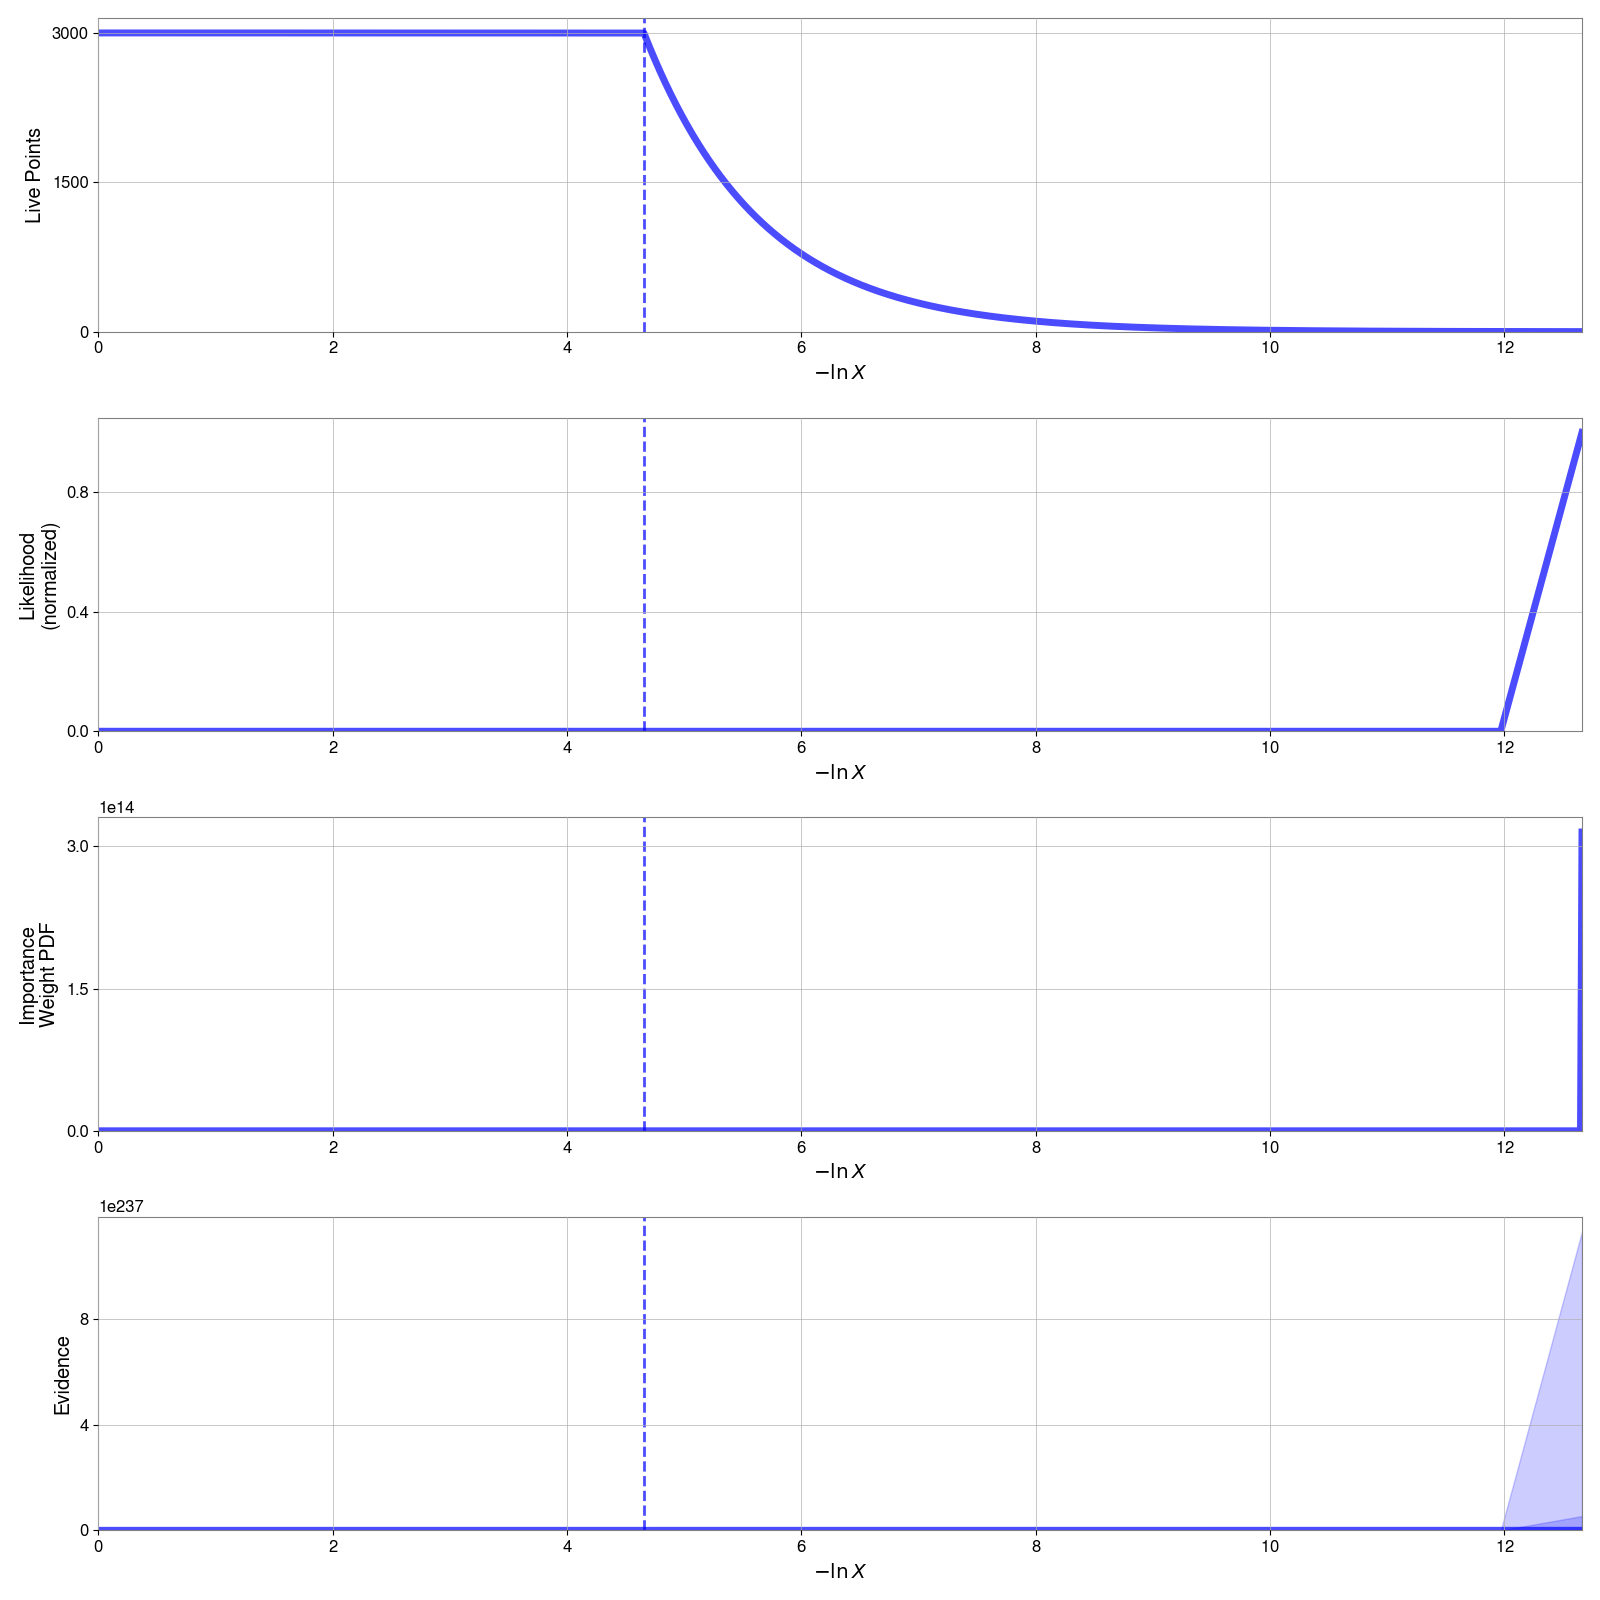 3000
1500
0
Live Points
0 2 4 6 8 10 12
−ln X
0.8
0.4
0.0
Likelihood
(normalized)
0 2 4 6 8 10 12
−ln X
1e14
3.0
1.5
0.0
Importance
Weight PDF
0 2 4 6 8 10 12
−ln X
1e237
8
4
0
Evidence
0 2 4 6 8 10 12
−ln X